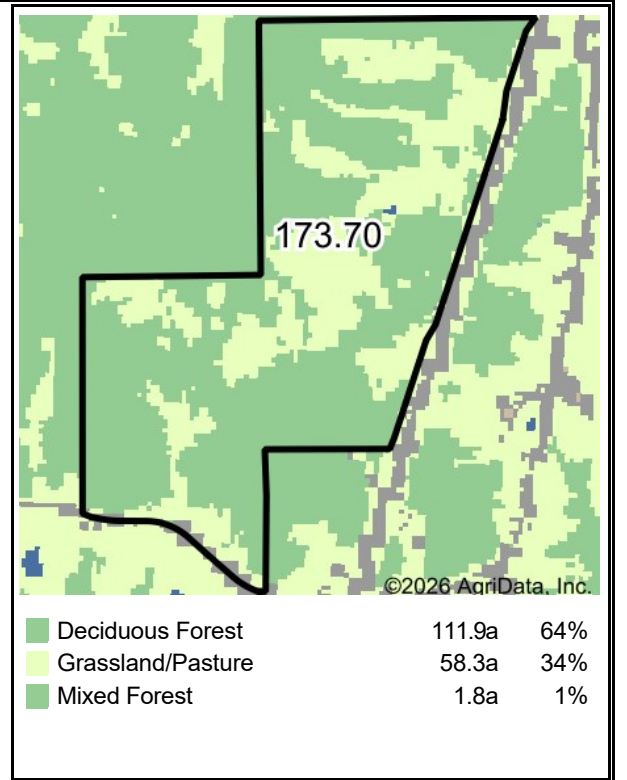 173.70
©2026 AgriData, Inc.
Deciduous Forest 111.9a 64%
Grassland/Pasture 58.3a 34%
Mixed Forest 1.8a 1%